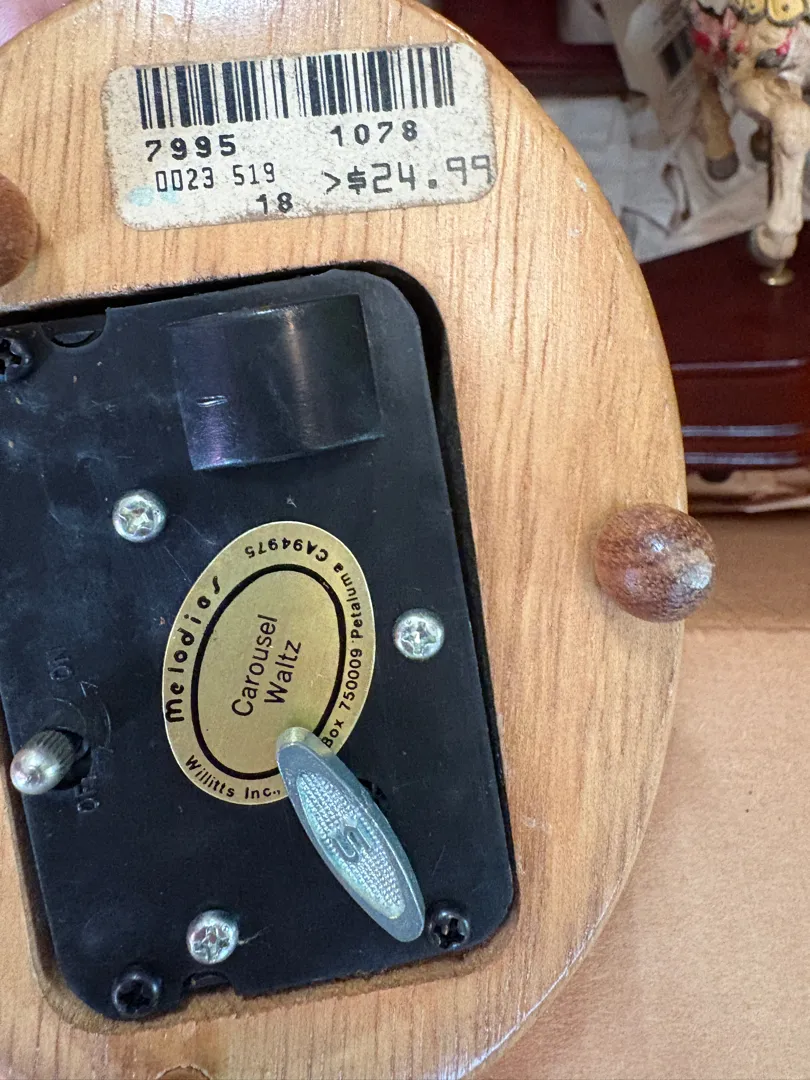 7995 1078
0023 519 >$24.99
18
Melodies
Carousel
Waltz
Willitts Inc., Box 750009 Petaluma CA94975
ON
OFF
S